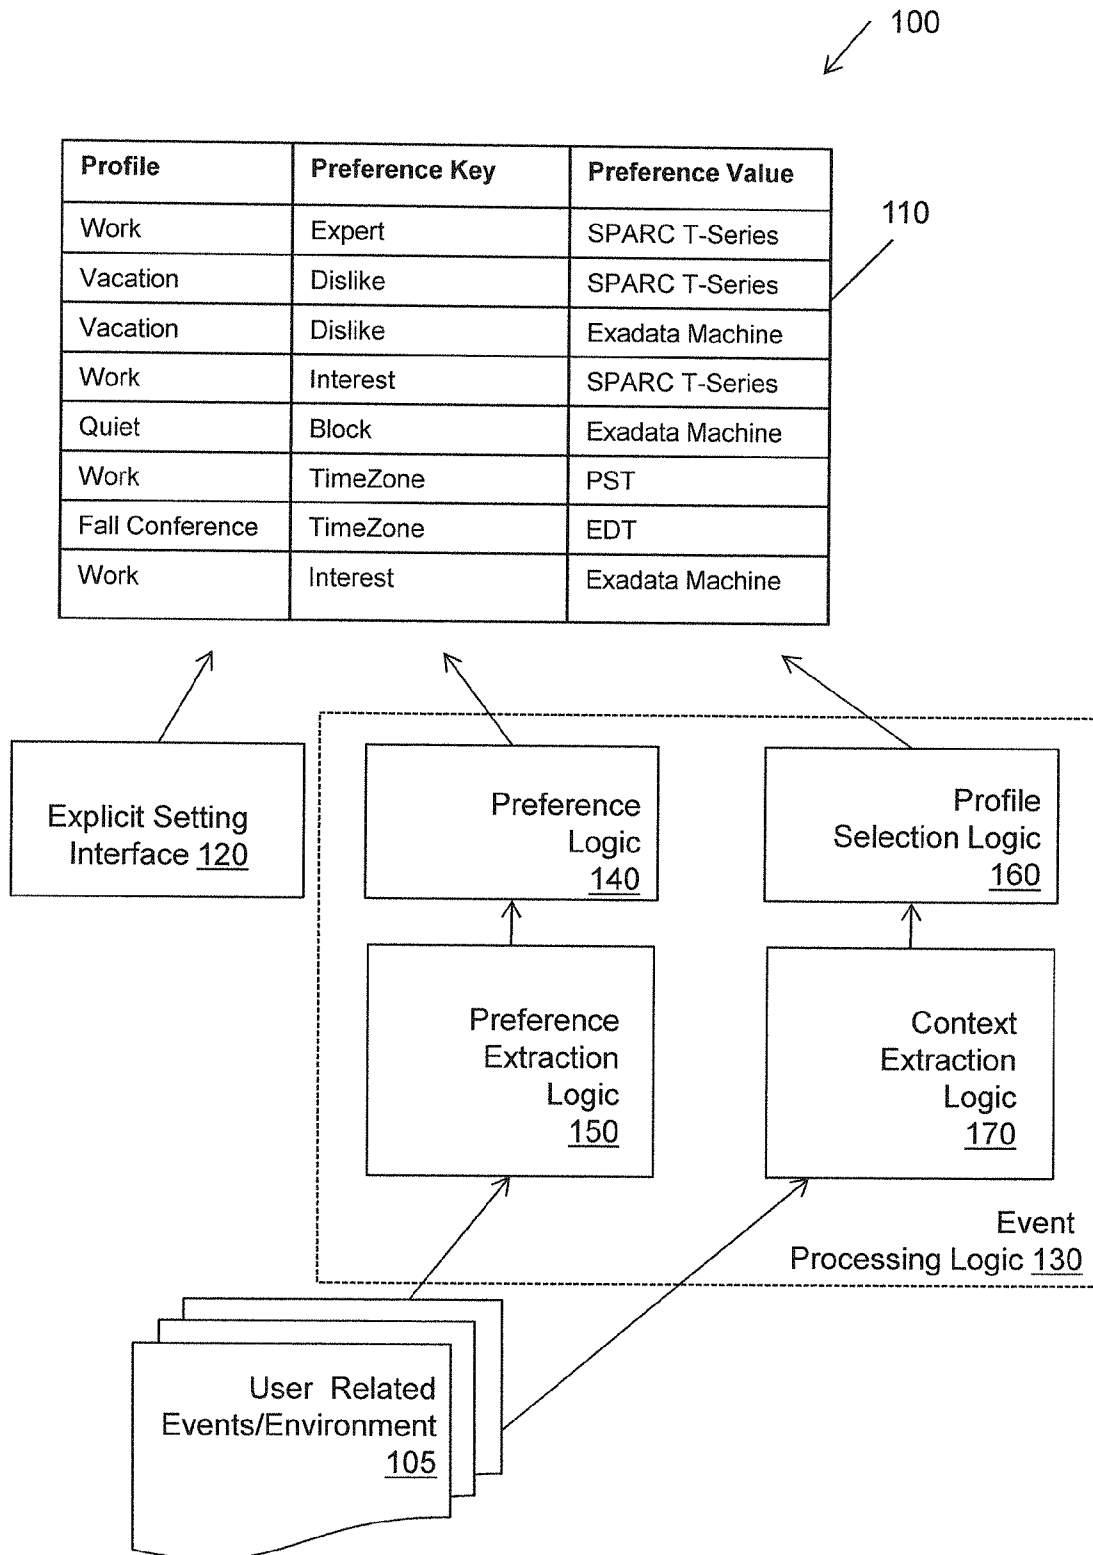 100
Profile Preference Key Preference Value
110
Work Expert SPARC T-Series
Vacation Dislike SPARC T-Series
Vacation Dislike Exadata Machine
Work Interest SPARC T-Series
Quiet Block Exadata Machine
Work TimeZone PST
Fall Conference TimeZone EDT
Work Interest Exadata Machine
Explicit Setting
Interface 120
Preference
Logic
140
Profile
Selection Logic
160
Preference
Extraction
Logic
150
Context
Extraction
Logic
170
Event
Processing Logic 130
User Related
Events/Environment
105